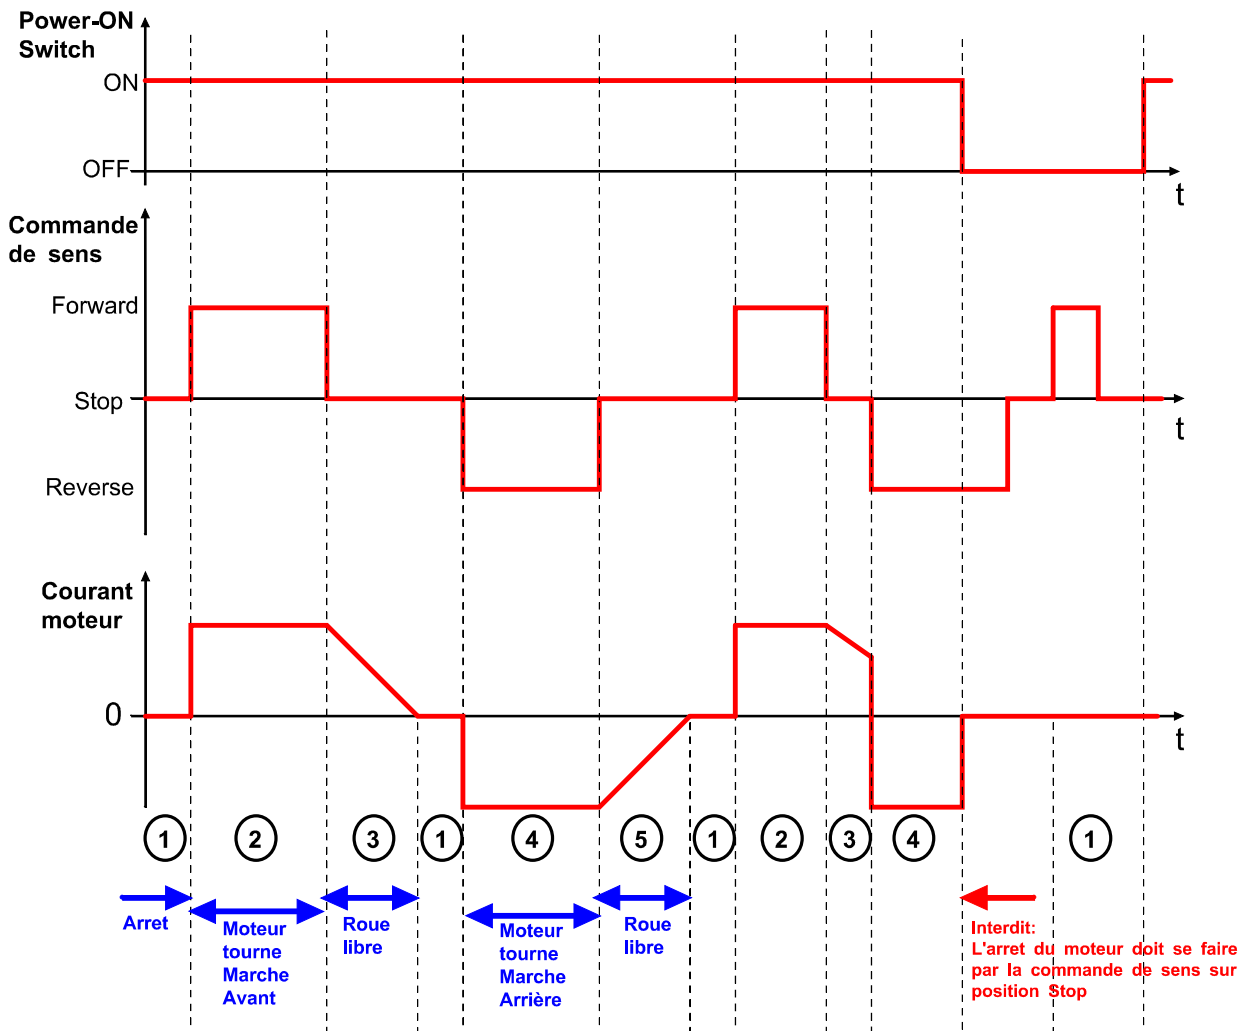 Power-ON
Switch
ON
OFF
t
Commande
de sens
Forward
Stop
t
Reverse
Courant
moteur
0
t
1 2 3 1 4 5 1 2 3 4 1
Arret
Moteur
tourne
Marche
Avant
Roue
libre
Moteur
tourne
Marche
Arrière
Roue
libre
Interdit:
L'arret du moteur doit se faire
par la commande de sens sur
position Stop